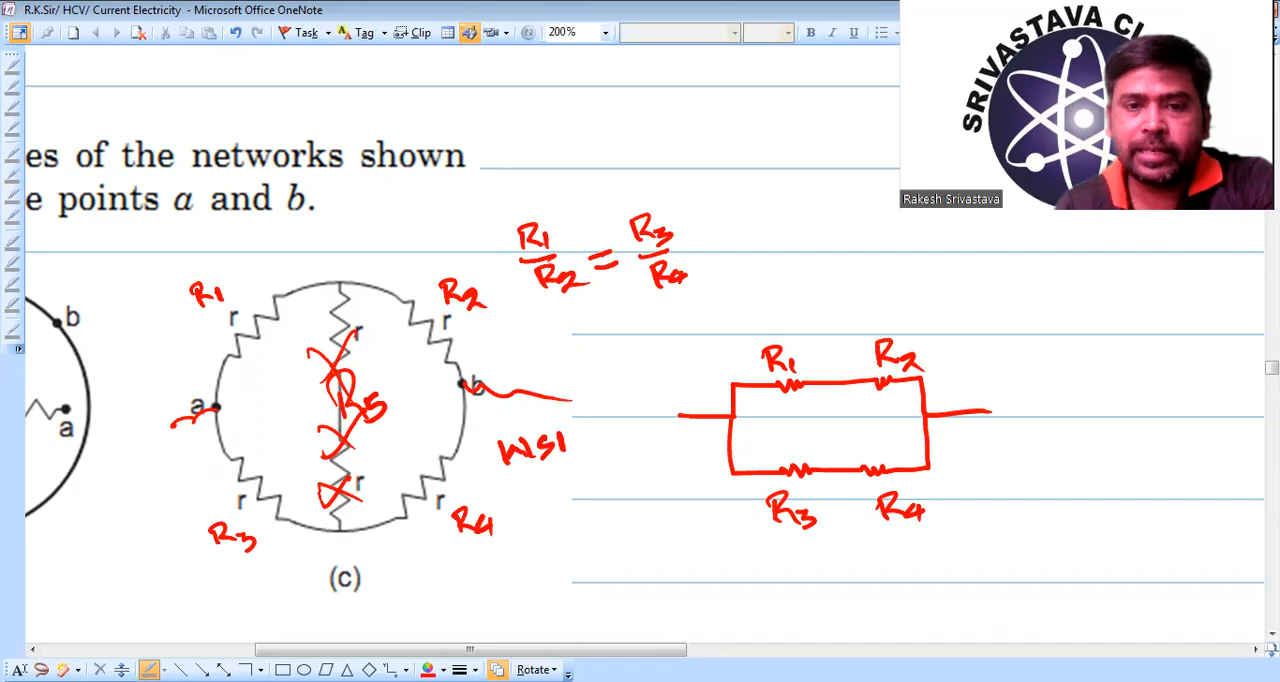 R.K.Sir/ HCV/ Current Electricity - Microsoft Office OneNote
Task
Tag
Clip
200%
B I U
SRIVASTAVA CL
Rakesh Srivastava
es of the networks shown
e points a and b.
R1/R2 = R3/R4
R1
R2
r
r
r
b
b
R1
R2
a
R5
a
WSB
r
r
r
R3
R4
R3
R4
(c)
A
Rotate